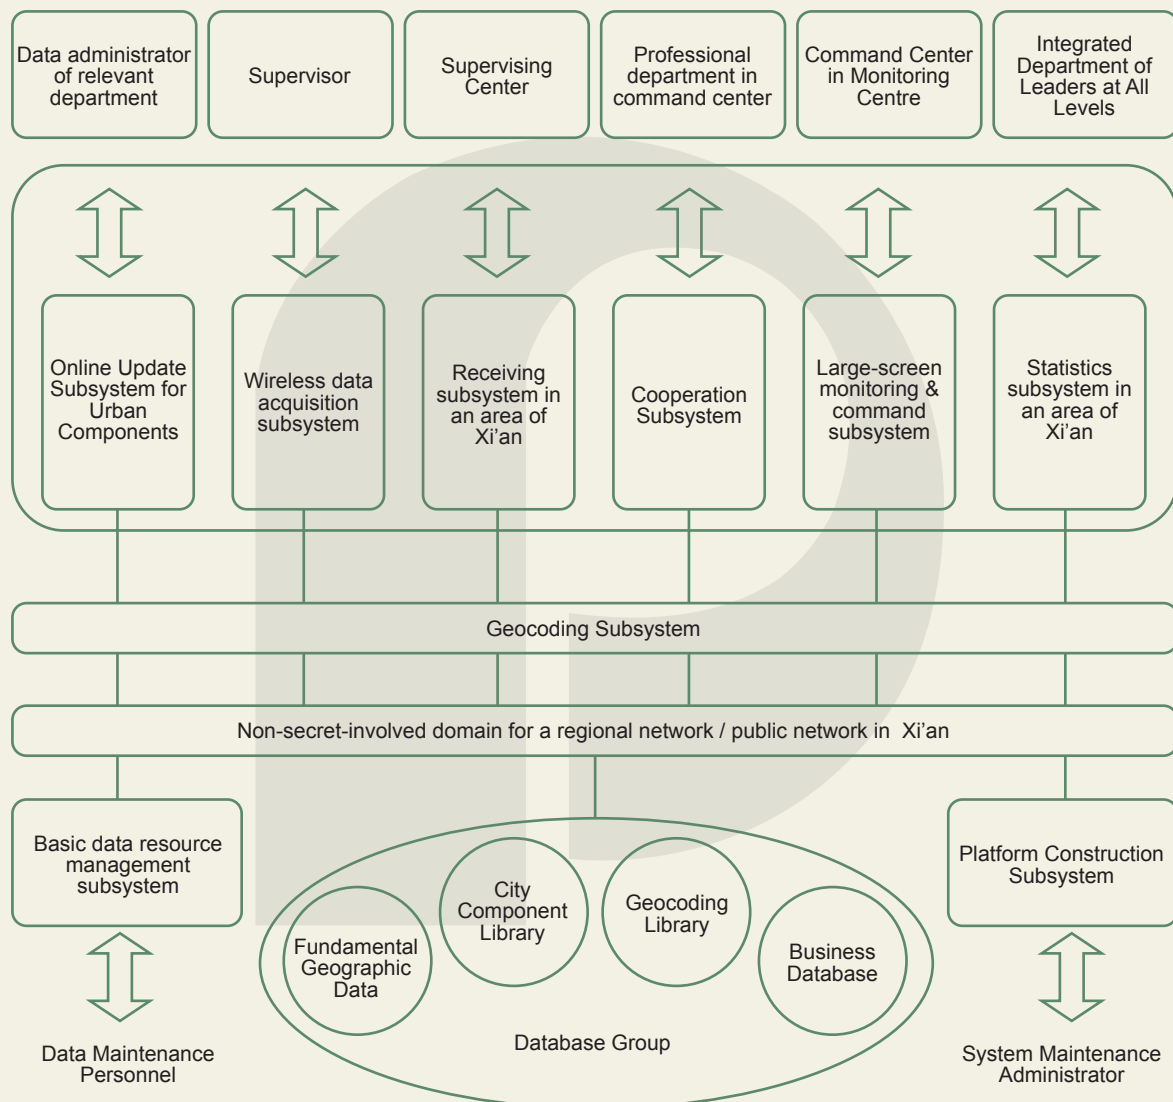 Data administrator
of relevant
department
Supervisor
Supervising
Center
Professional
department in
command center
Command Center
in Monitoring
Centre
Integrated
Department of
Leaders at All
Levels
Online Update
Subsystem for
Urban
Components
Wireless data
acquisition
subsystem
Receiving
subsystem in
an area of
Xi’an
Cooperation
Subsystem
Large-screen
monitoring &
command
subsystem
Statistics
subsystem in
an area of
Xi’an
Geocoding Subsystem
Non-secret-involved domain for a regional network / public network in Xi’an
Basic data resource
management
subsystem
Fundamental
Geographic
Data
City
Component
Library
Geocoding
Library
Business
Database
Platform Construction
Subsystem
Database Group
Data Maintenance
Personnel
System Maintenance
Administrator